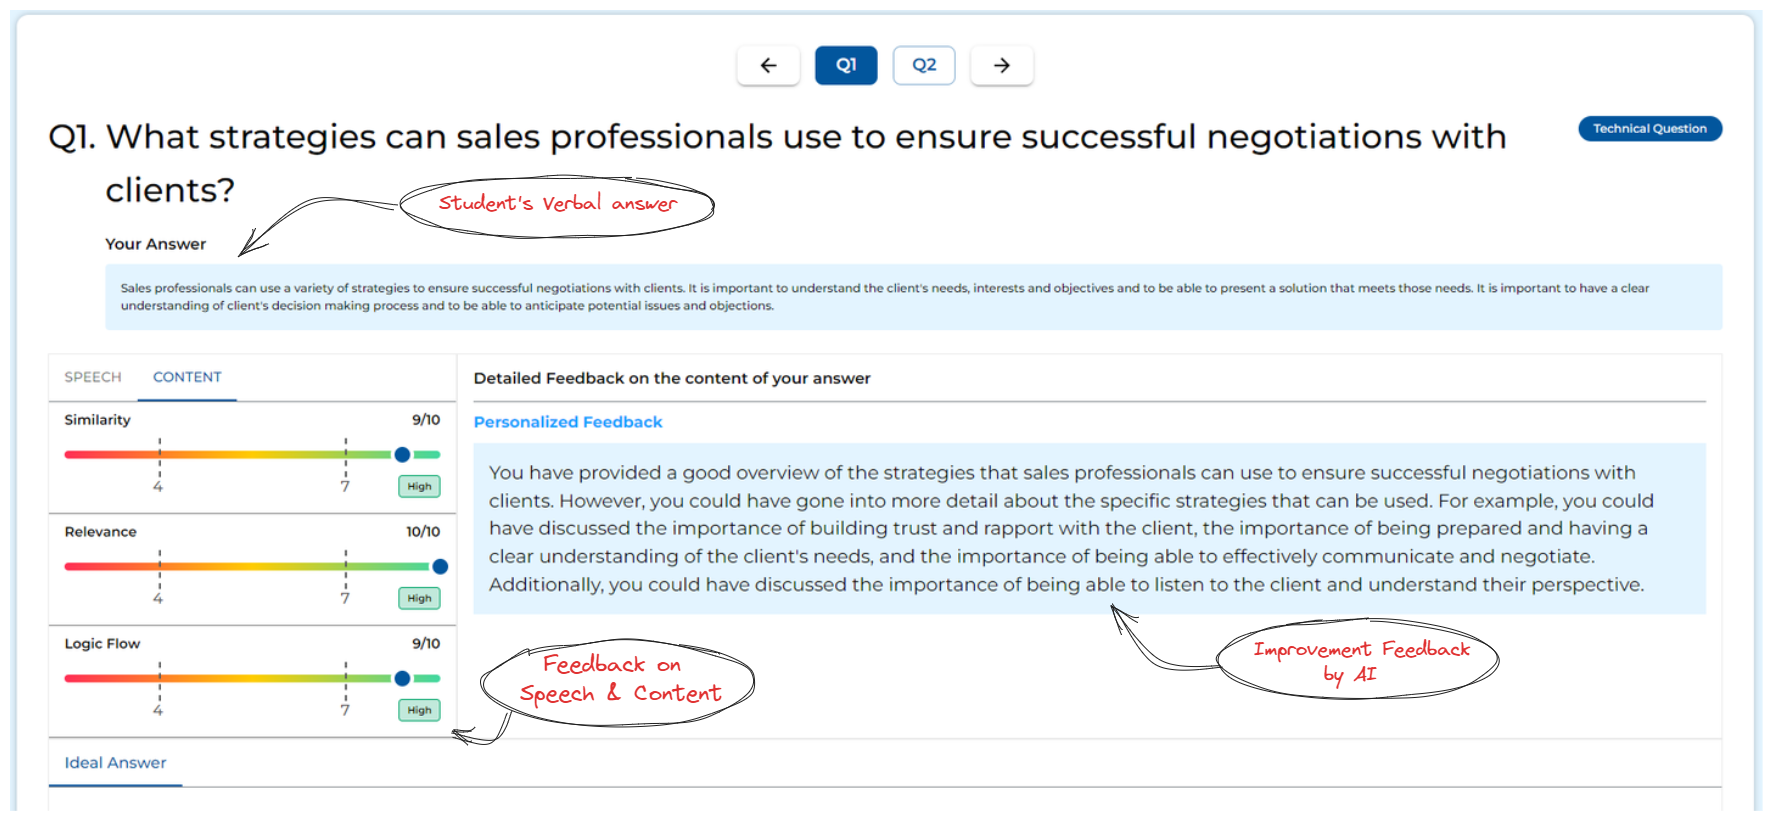 Q1
Q2
Q1. What strategies can sales professionals use to ensure successful negotiations with
clients?
Technical Question
Student's Verbal answer
Your Answer
Sales professionals can use a variety of strategies to ensure successful negotiations with clients. It is important to understand the client's needs, interests and objectives and to be able to present a solution that meets those needs. It is important to have a clear
understanding of client's decision making process and to be able to anticipate potential issues and objections.
SPEECH
CONTENT
Similarity
9/10
4
7
High
Relevance
10/10
4
7
High
Logic Flow
9/10
4
7
High
Detailed Feedback on the content of your answer
Personalized Feedback
You have provided a good overview of the strategies that sales professionals can use to ensure successful negotiations with
clients. However, you could have gone into more detail about the specific strategies that can be used. For example, you could
have discussed the importance of building trust and rapport with the client, the importance of being prepared and having a
clear understanding of the client's needs, and the importance of being able to effectively communicate and negotiate.
Additionally, you could have discussed the importance of being able to listen to the client and understand their perspective.
Feedback on
Speech & Content
Improvement Feedback
by AI
Ideal Answer